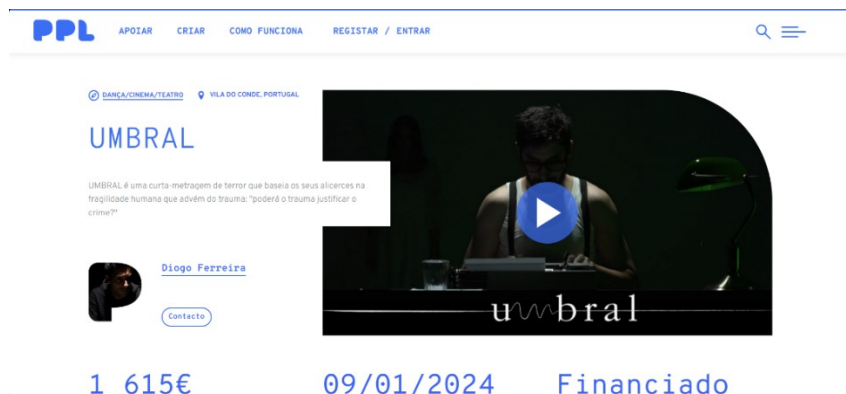 PPL APOIAR CRIAR COMO FUNCIONA REGISTAR / ENTRAR
DANÇA/CINEMA/TEATRO VILA DO CONDE, PORTUGAL
UMBRAL
UMBRAL é uma curta-metragem de terror que baseia os seus alicerces na
fragilidade humana que advém do trauma: "poderá o trauma justificar o
crime?"
Diogo Ferreira
Contacto
umbral
1 615€ 09/01/2024 Financiado